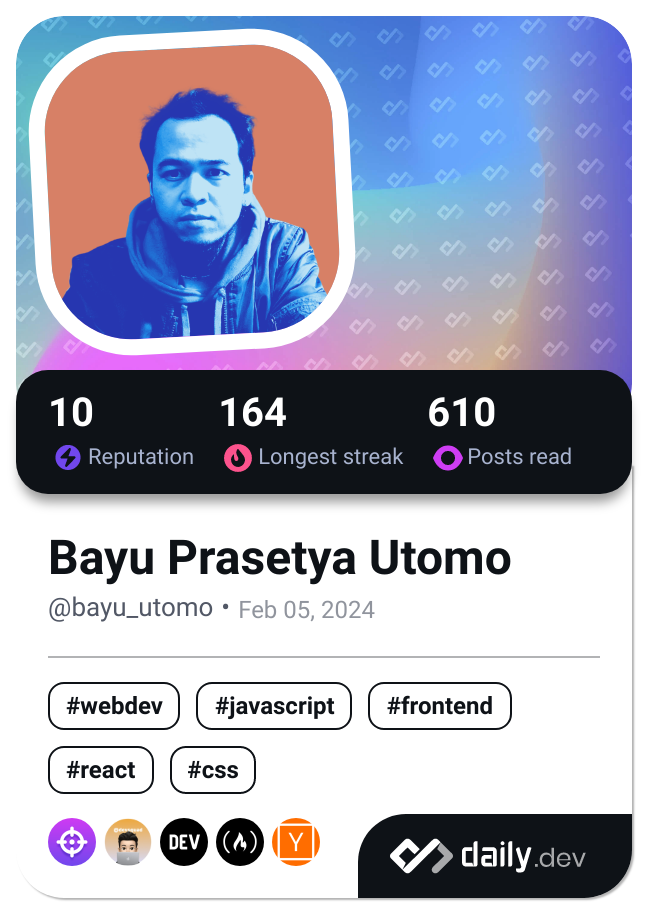 10 164 610
Reputation Longest streak Posts read
Bayu Prasetya Utomo
@bayu_utomo • Feb 05, 2024
#webdev #javascript #frontend
#react #css
DEV Y
daily.dev